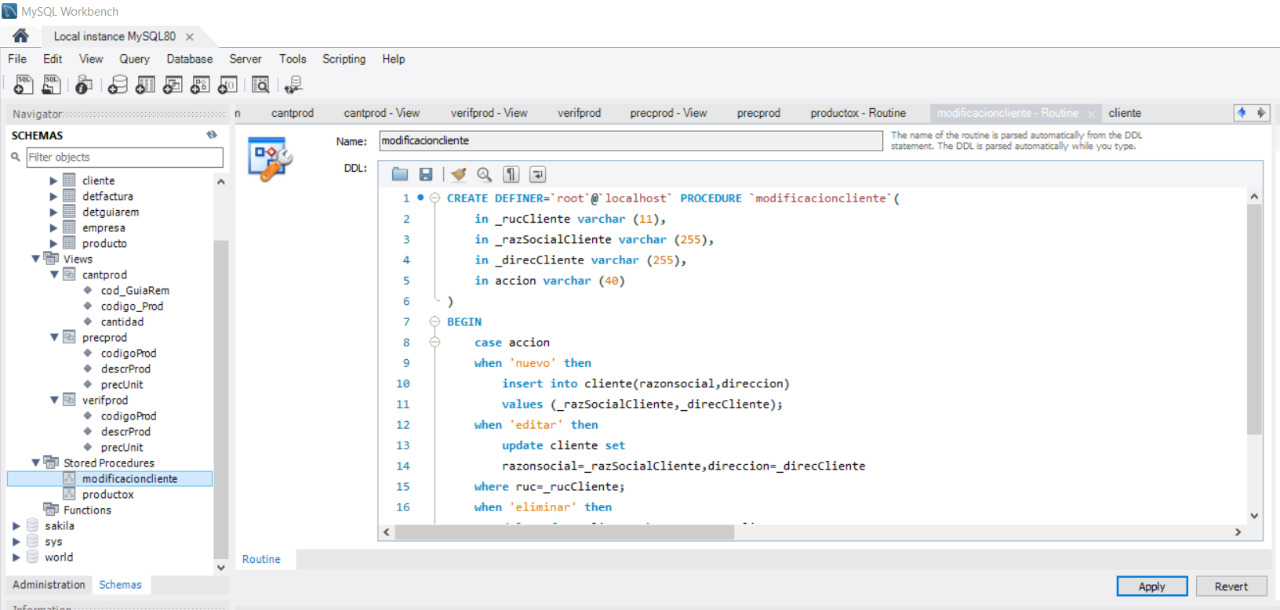 MySQL Workbench
Local instance MySQL80
File Edit View Query Database Server Tools Scripting Help
Navigator
SCHEMAS
Filter objects
cliente
detfactura
detguiarem
empresa
producto
Views
cantprod
cod_GuiaRem
codigo_Prod
cantidad
precprod
codigoProd
descrProd
precUnit
verifprod
codigoProd
descrProd
precUnit
Stored Procedures
modificacioncliente
productox
Functions
sakila
sys
world
Administration Schemas
Information
n cantprod cantprod - View verifprod - View verifprod precprod - View precprod productox - Routine modificacioncliente - Routine cliente
Name: modificacioncliente
The name of the routine is parsed automatically from the DDL
statement. The DDL is parsed automatically while you type.
DDL:
1 CREATE DEFINER=`root`@`localhost` PROCEDURE `modificacioncliente`(
2 in _rucCliente varchar (11),
3 in _razSocialCliente varchar (255),
4 in _direcCliente varchar (255),
5 in accion varchar (40)
6 )
7 BEGIN
8 case accion
9 when 'nuevo' then
10 insert into cliente(razonsocial,direccion)
11 values (_razSocialCliente,_direcCliente);
12 when 'editar' then
13 update cliente set
14 razonsocial=_razSocialCliente,direccion=_direcCliente
15 where ruc=_rucCliente;
16 when 'eliminar' then
Routine
Apply Revert